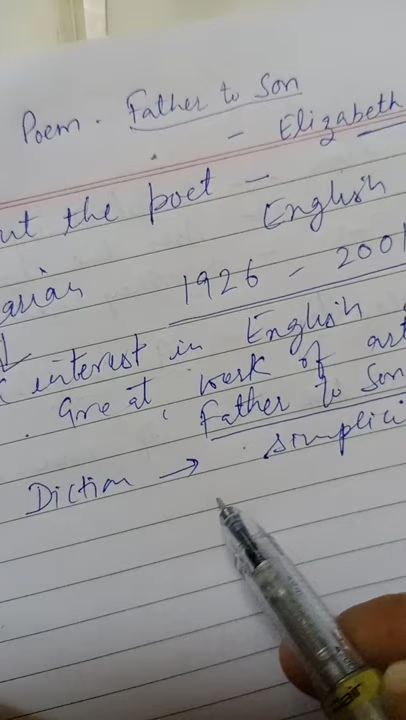 Poem. Father to Son
- Elizabeth
ut the poet -
English
arian 1926 - 2001
interest in English
Great work of art
Father to Son
Diction → simplici